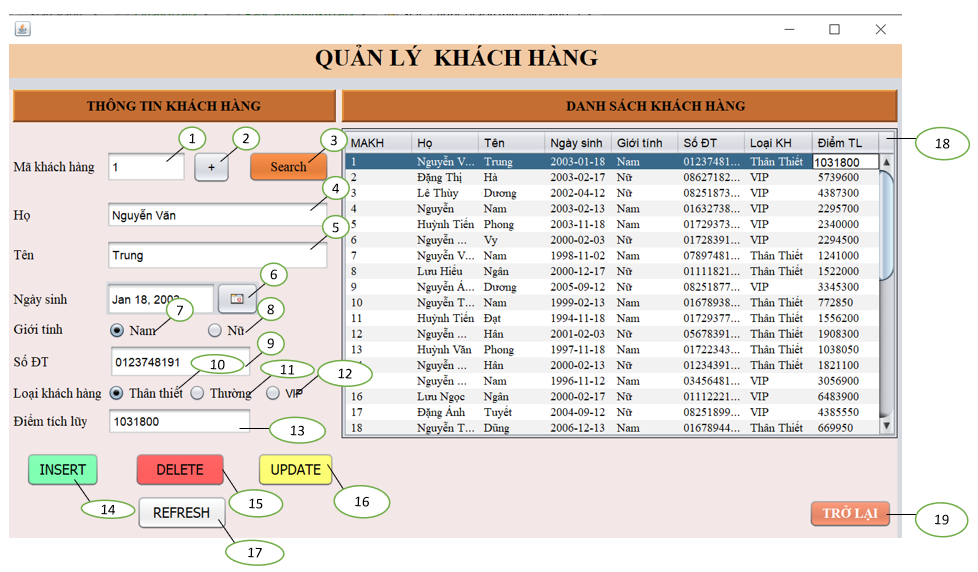 QUẢN LÝ KHÁCH HÀNG
THÔNG TIN KHÁCH HÀNG
DANH SÁCH KHÁCH HÀNG
1
2
3
Mã khách hàng 1 + Search
4
Họ Nguyễn Văn
5
Tên Trung
6
Ngày sinh Jan 18, 2003
7
8
Giới tính Nam Nữ
9
Số ĐT 0123748191
10
11
12
Loại khách hàng Thân thiết Thường VIP
Điểm tích lũy 1031800
13
INSERT DELETE UPDATE
14
15
16
REFRESH
17
MAKH Họ Tên Ngày sinh Giới tính Số ĐT Loại KH Điểm TL
18
1 Nguyễn V... Trung 2003-01-18 Nam 01237481... Thân Thiết 1031800
2 Đặng Thị Hà 2003-02-17 Nữ 08627182... VIP 5739600
3 Lê Thùy Dương 2002-04-12 Nữ 08251873... VIP 4387300
4 Nguyễn Nam 2003-02-13 Nam 01632738... VIP 2295700
5 Huỳnh Tiến Phong 2003-11-18 Nam 01729373... VIP 2340000
6 Nguyễn ... Vy 2000-02-03 Nữ 01728391... VIP 2294500
7 Nguyễn V... Nam 1998-11-02 Nam 07897481... Thân Thiết 1241000
8 Lưu Hiếu Ngân 2000-12-17 Nữ 01111821... Thân Thiết 1522000
9 Nguyễn Á... Dương 2005-09-12 Nữ 08251877... VIP 3345300
10 Nguyễn T... Nam 1999-02-13 Nam 01678938... Thân Thiết 772850
11 Huỳnh Tiến Đạt 1994-11-18 Nam 01729377... Thân Thiết 1556200
12 Nguyễn ... Hân 2001-02-03 Nữ 05678391... Thân Thiết 1908300
13 Huỳnh Văn Phong 1997-11-18 Nam 01722343... Thân Thiết 1038050
Nguyễn ... Hân 2000-02-13 Nữ 01234391... Thân Thiết 1821100
Nguyễn ... Nam 1996-11-12 Nam 03456481... VIP 3056900
16 Lưu Ngọc Ngân 2000-02-17 Nữ 01112221... VIP 6483900
17 Đặng Ánh Tuyết 2004-09-12 Nữ 08251899... VIP 4385550
18 Nguyễn T... Dũng 2006-12-13 Nam 01678944... Thân Thiết 669950
TRỞ LẠI
19